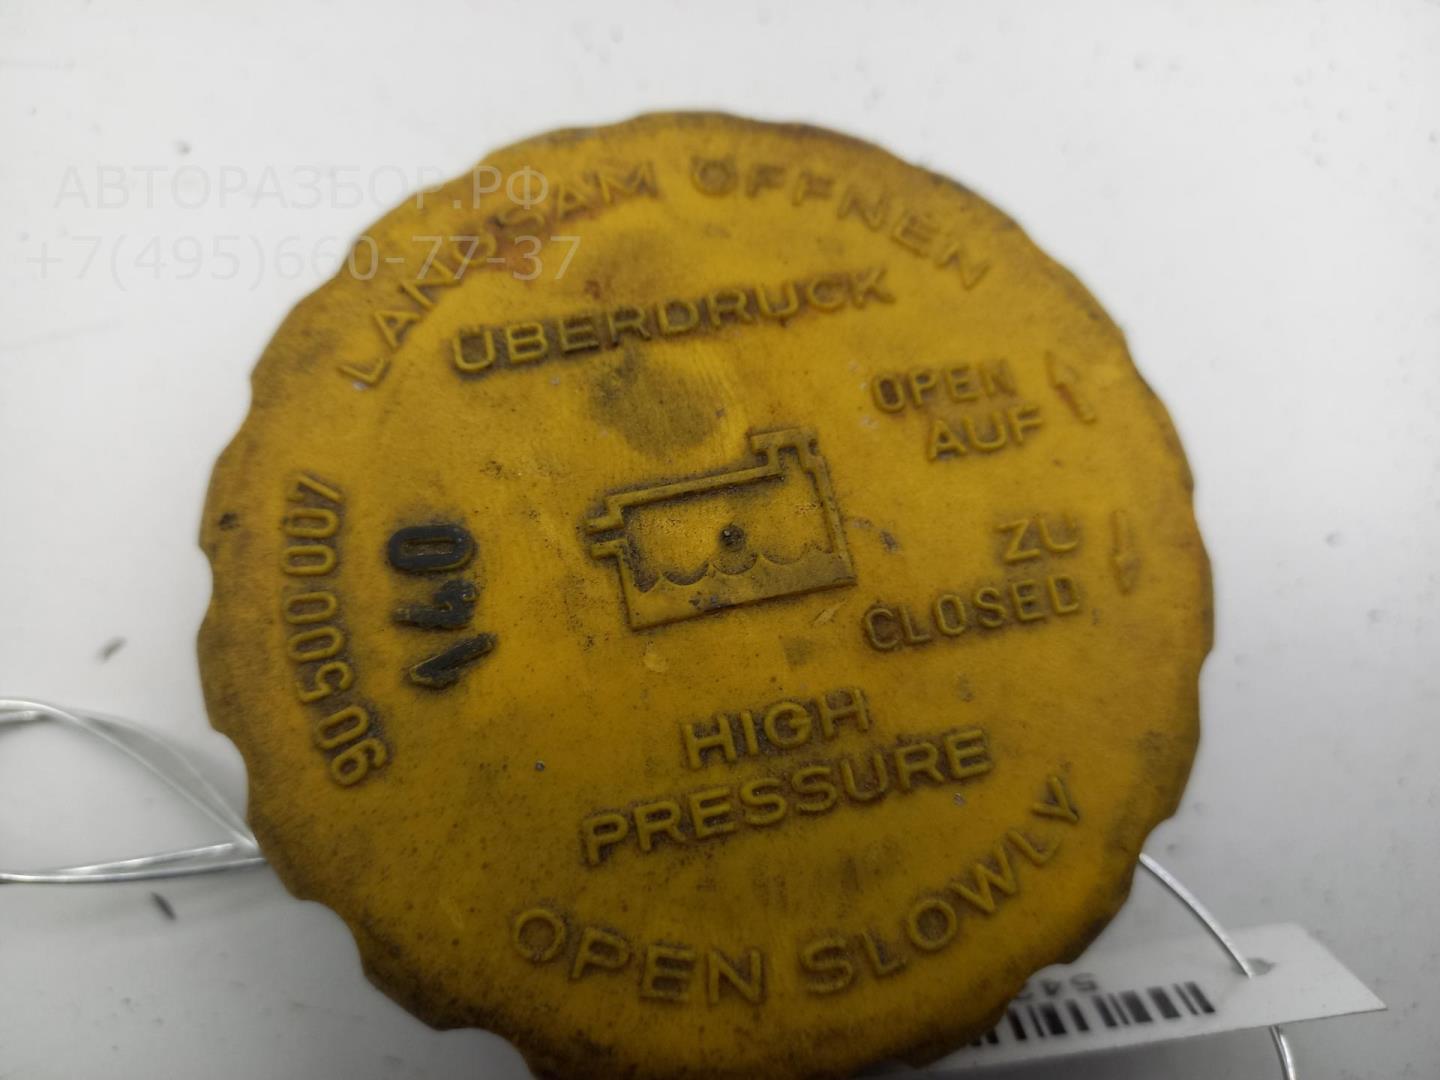 АВТОРАЗБОР.РФ
+7(495)660-77-37
LANGSAM ÖFFNEN
ÜBERDRUCK
OPEN
AUF
ZU
CLOSED
90 500 007
140
HIGH
PRESSURE
OPEN SLOWLY